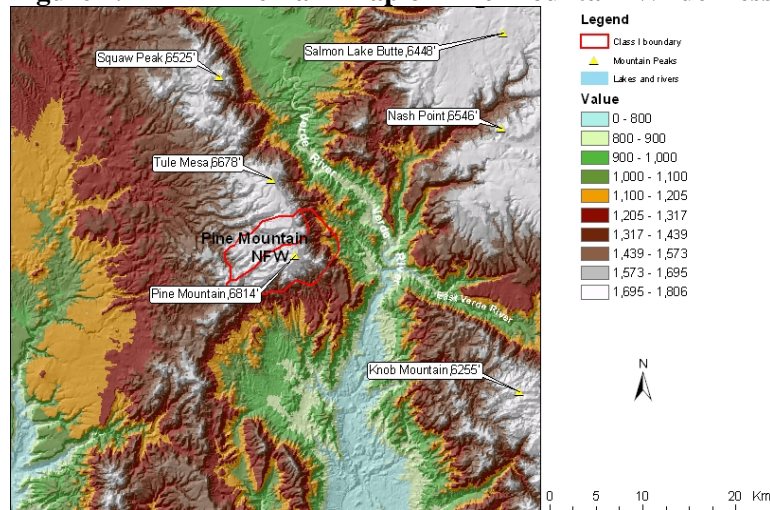 Salmon Lake Butte,6448'
Squaw Peak,6525'
Nash Point,6546'
Verde River
Tule Mesa,6678'
Verde River
Pine Mountain
NFW
East Verde River
Pine Mountain,6814'
Knob Mountain,6255'
Legend
Class I boundary
Mountain Peaks
Lakes and rivers
Value
0 - 800
800 - 900
900 - 1,000
1,000 - 1,100
1,100 - 1,205
1,205 - 1,317
1,317 - 1,439
1,439 - 1,573
1,573 - 1,695
1,695 - 1,806
N
0 5 10 20 Km